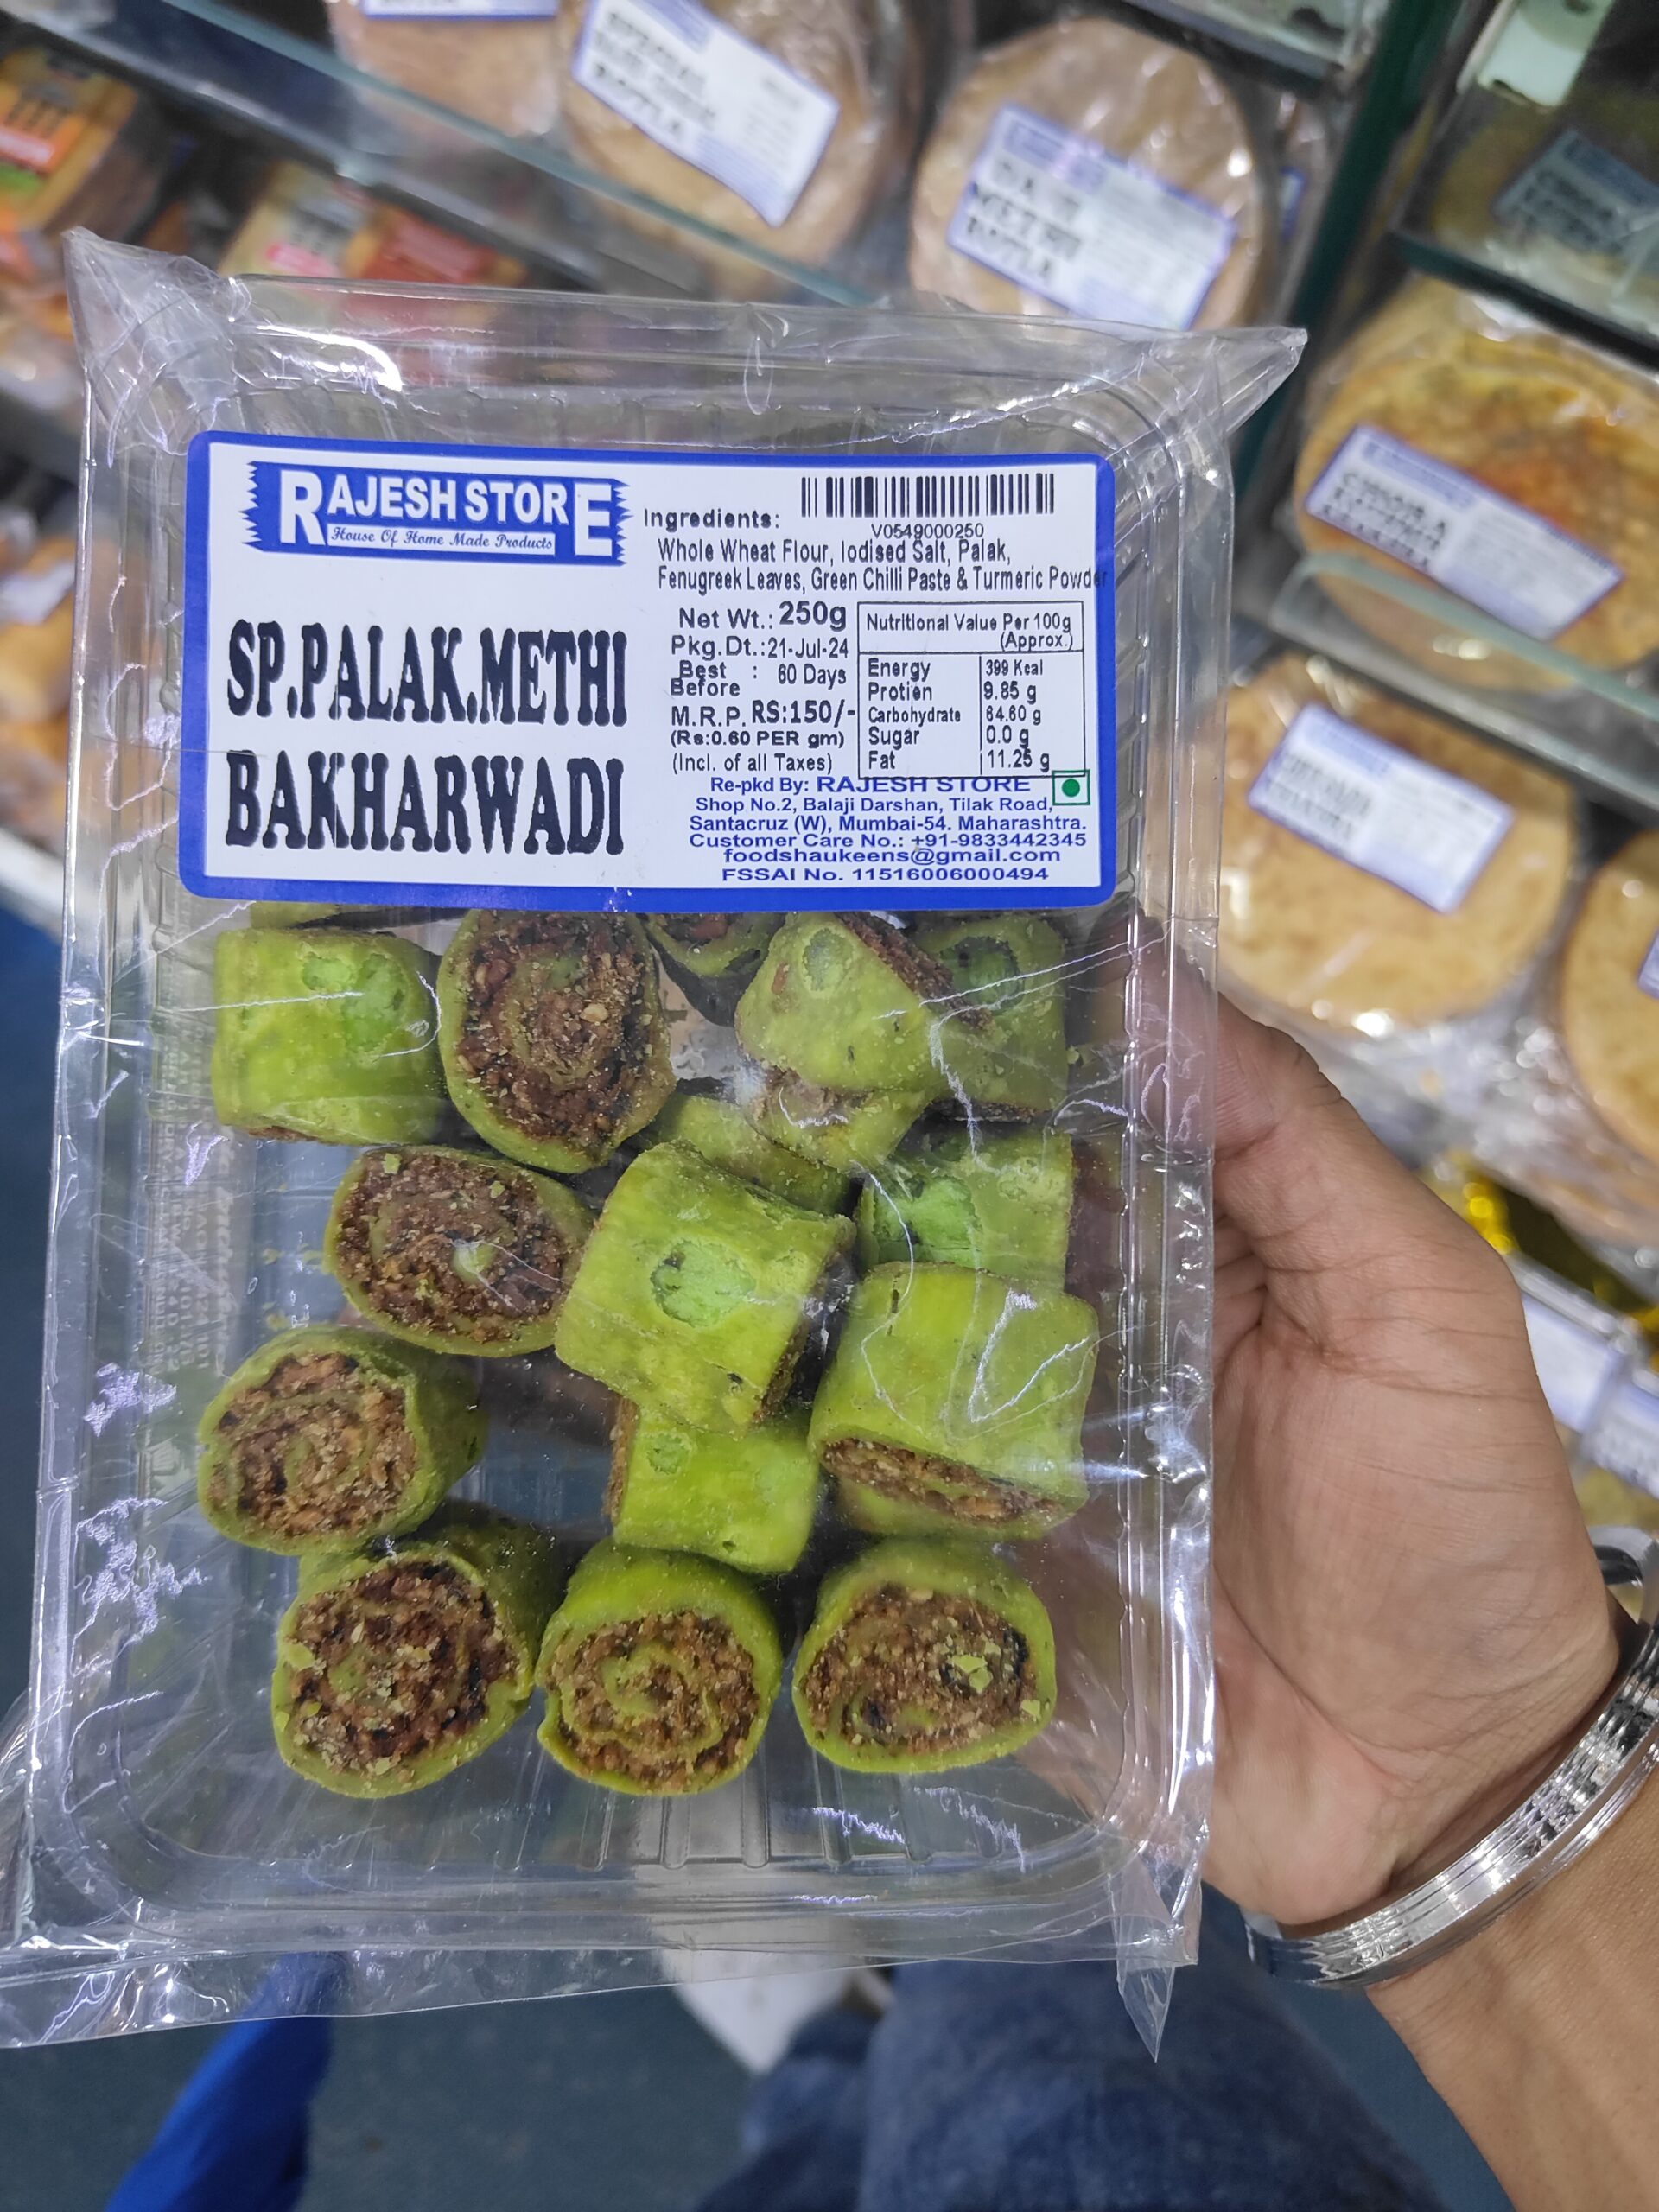 RAJESH STORE
House Of Home Made Products
SP.PALAK.METHI
BAKHARWADI
V0549000250
Ingredients:
Whole Wheat Flour, Iodised Salt, Palak,
Fenugreek Leaves, Green Chilli Paste & Turmeric Powder
Net Wt.: 250g
Pkg.Dt.:21-Jul-24
Best Before : 60 Days
M.R.P. RS:150/-
(Rs:0.60 PER gm)
(Incl. of all Taxes)
Nutritional Value Per 100g
(Approx.)
Energy 399 Kcal
Protien 9.85 g
Carbohydrate 64.60 g
Sugar 0.0 g
Fat 11.25 g
Re-pkd By: RAJESH STORE
Shop No.2, Balaji Darshan, Tilak Road,
Santacruz (W), Mumbai-54. Maharashtra.
Customer Care No.: +91-9833442345
foodshaukeens@gmail.com
FSSAI No. 11516006000494